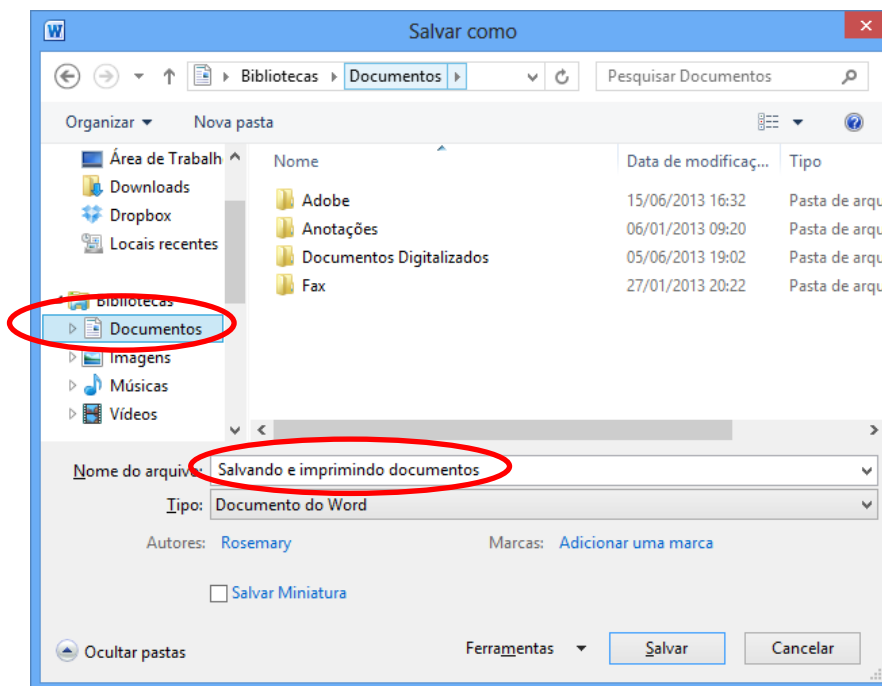 Salvar como
Bibliotecas Documentos Pesquisar Documentos
Organizar Nova pasta
Área de Trabalh
Downloads
Dropbox
Locais recentes
Bibliotecas
Documentos
Imagens
Músicas
Vídeos
Nome Data de modificaç... Tipo
Adobe 15/06/2013 16:32 Pasta de arqu
Anotações 06/01/2013 09:20 Pasta de arqu
Documentos Digitalizados 05/06/2013 19:02 Pasta de arqu
Fax 27/01/2013 20:22 Pasta de arqu
Nome do arquivo: Salvando e imprimindo documentos
Tipo: Documento do Word
Autores: Rosemary Marcas: Adicionar uma marca
Salvar Miniatura
Ocultar pastas Ferramentas Salvar Cancelar